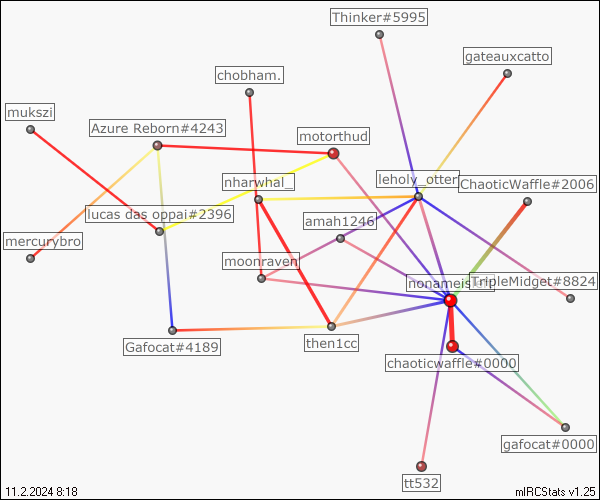 Thinker#5995
gateauxcatto
chobham.
mukszi
Azure Reborn#4243
motorthud
nharwhal_
leholy_otter
ChaoticWaffle#2006
lucas das oppai#2396
amah1246
mercurybro
moonraven
TripleMidget#8824
Gafocat#4189
then1cc
chaoticwaffle#0000
gafocat#0000
tt532
11.2.2024 8:18
mIRCStats v1.25